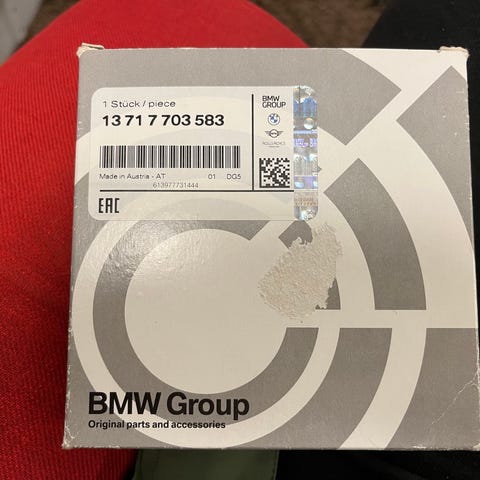 1 Stück / piece
13 71 7 703 583
BMW
GROUP
ROLLS-ROYCE
Made in Austria - AT 01 DG5
613977731444
EAC
BMW Group
Original parts and accessories